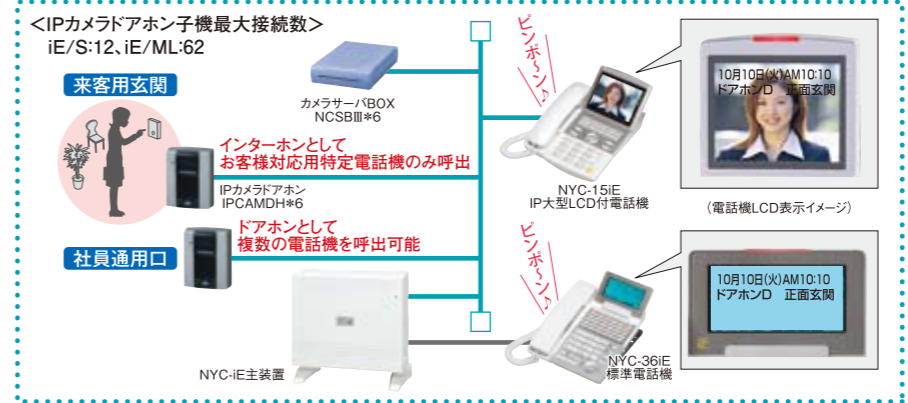 ＜IPカメラドアホン子機最大接続数＞
iE/S:12、iE/ML:62
来客用玄関
カメラサーバBOX
NCSBⅢ*6
インターホンとして
お客様対応用特定電話機のみ呼出
IPカメラドアホン
IPCAMDH*6
ドアホンとして
複数の電話機を呼出可能
社員通用口
NYC-iE主装置
ピンポ〜ン♪
NYC-15iE
IP大型LCD付電話機
10月10日(火)AM10:10
ドアホンD　正面玄関
(電話機LCD表示イメージ)
ピンポ〜ン♪
NYC-36iE
標準電話機
10月10日(火)AM10:10
ドアホンD　正面玄関